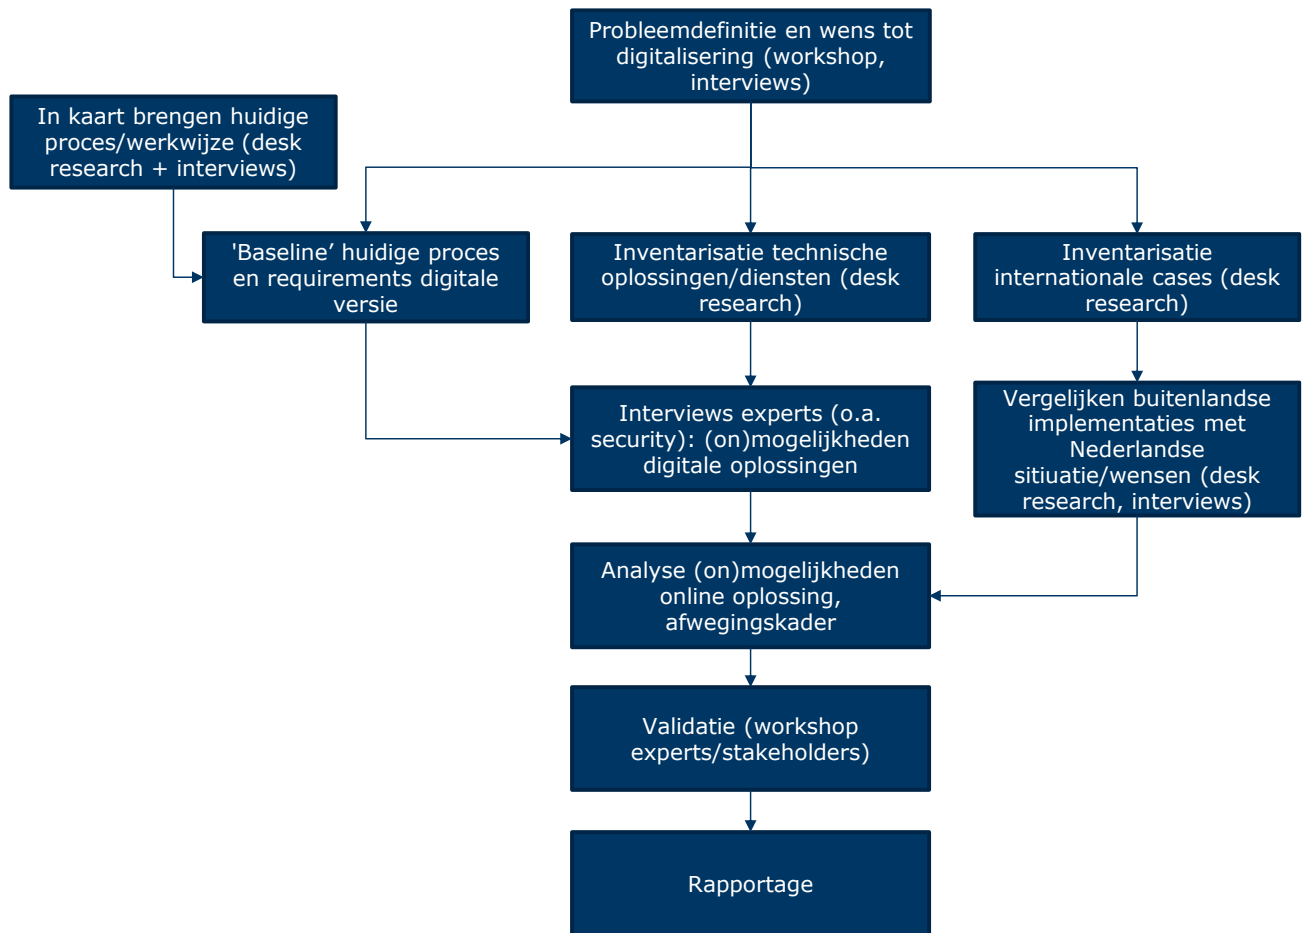 Probleemdefinitie en wens tot
digitalisering (workshop,
interviews)
In kaart brengen huidige
proces/werkwijze (desk
research + interviews)
'Baseline’ huidige proces
en requirements digitale
versie
Inventarisatie technische
oplossingen/diensten (desk
research)
Inventarisatie
internationale cases (desk
research)
Interviews experts (o.a.
security): (on)mogelijkheden
digitale oplossingen
Vergelijken buitenlandse
implementaties met
Nederlandse
sitiuatie/wensen (desk
research, interviews)
Analyse (on)mogelijkheden
online oplossing,
afwegingskader
Validatie (workshop
experts/stakeholders)
Rapportage